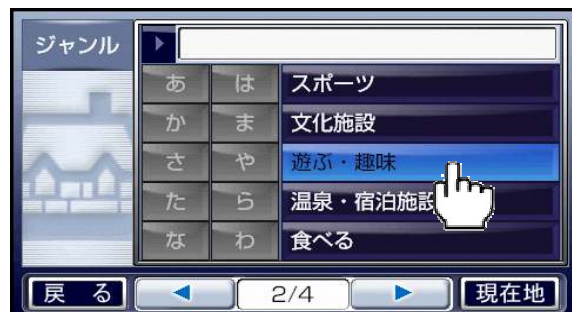 ジャンル
あ は スポーツ
か ま 文化施設
さ や 遊ぶ・趣味
た ら 温泉・宿泊施設
な わ 食べる
戻る 2/4 現在地